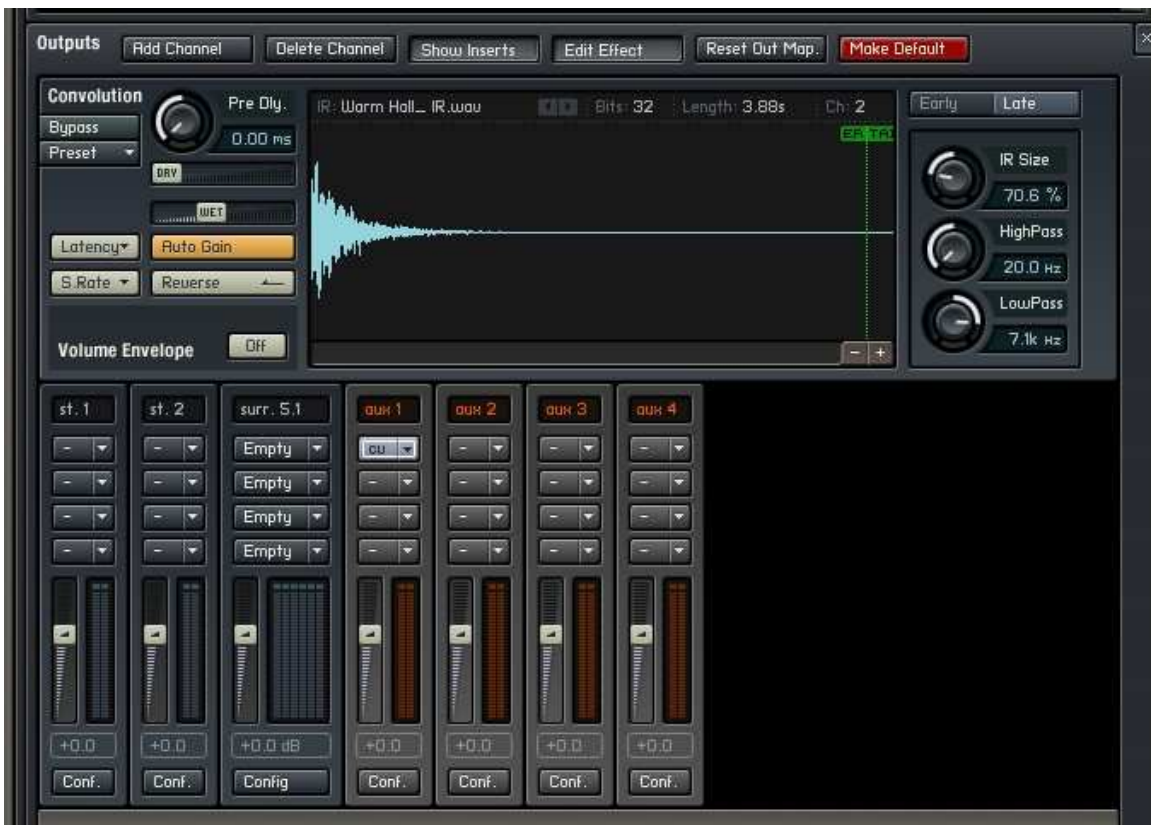 Outputs Add Channel Delete Channel Show Inserts Edit Effect Reset Out Map. Make Default
Convolution
Bypass
Preset
Pre Dly.
0.00 ms
DRY
WET
Latency Auto Gain
S.Rate Reverse
Volume Envelope Off
IR: Warm Hall_ IR.wav Bits: 32 Length: 3.88s Ch: 2
ER TAI
- +
Early Late
IR Size
70.6 %
HighPass
20.0 Hz
LowPass
7.1k Hz
st. 1 st. 2 surr. 5.1 aux 1 aux 2 aux 3 aux 4
- - Empty cv - - -
- - Empty - - - -
- - Empty - - - -
- - Empty - - - -
+0.0 +0.0 +0.0 dB +0.0 +0.0 +0.0 +0.0
Conf. Conf. Config Conf. Conf. Conf. Conf.